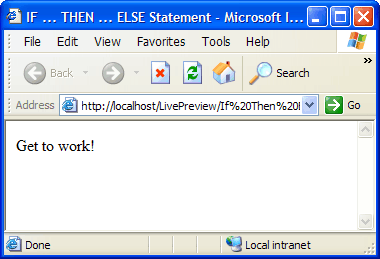 IF ... THEN ... ELSE Statement - Microsoft I...
File Edit View Favorites Tools Help
Back Search
Address http://localhost/LivePreview/If%20Then%20 Go
Get to work!
Done Local intranet